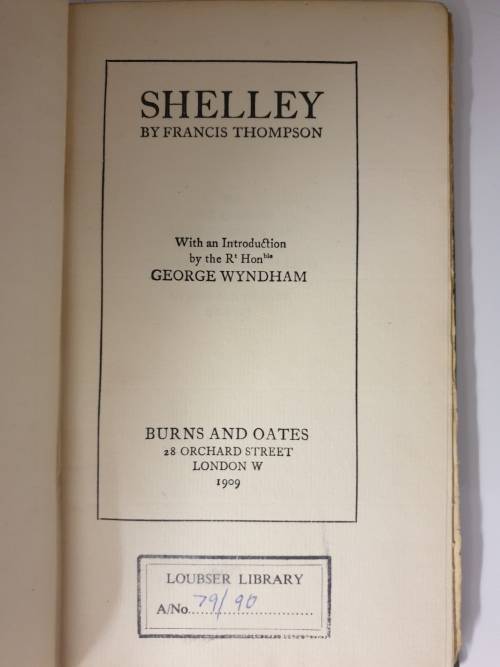 SHELLEY
BY FRANCIS THOMPSON
With an Introduction
by the Rt Honble
GEORGE WYNDHAM
BURNS AND OATES
28 ORCHARD STREET
LONDON W
1909
LOUBSER LIBRARY
A/No. 79/90